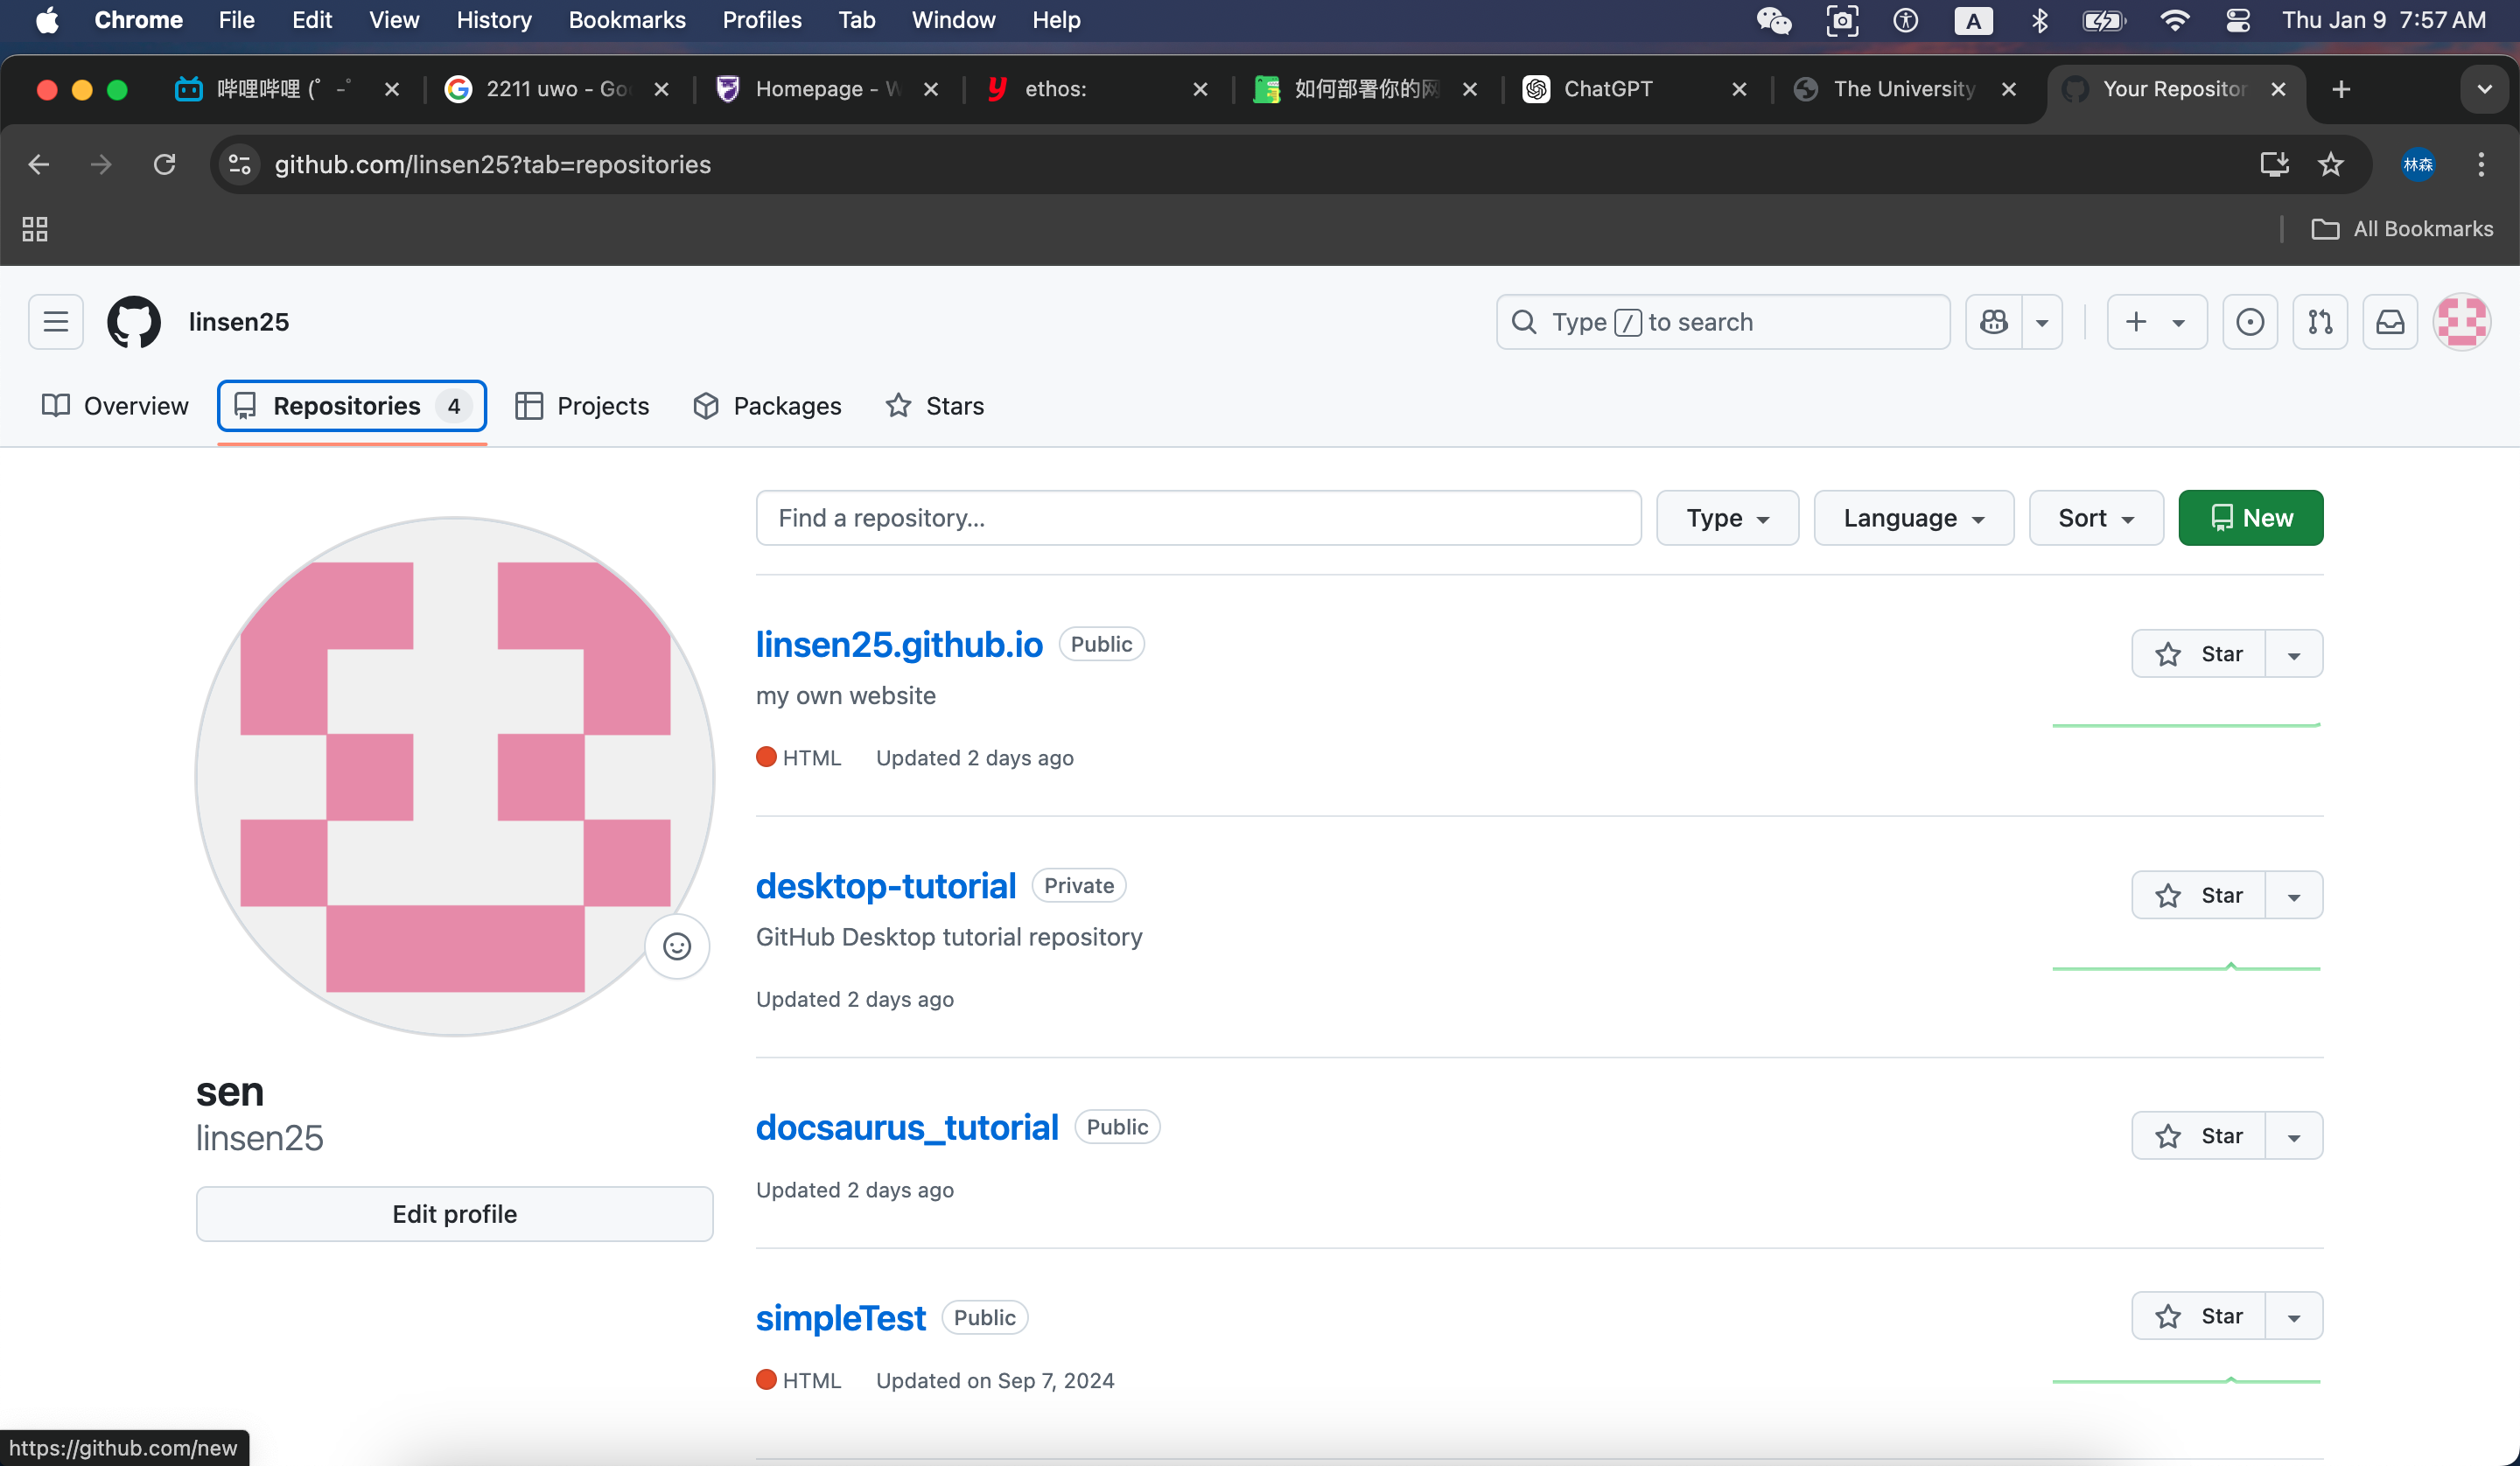 Chrome File Edit View History Bookmarks Profiles Tab Window Help A Thu Jan 9 7:57 AM
哔哩哔哩 (゜-゜ 2211 uwo - Goo Homepage - W ethos: 如何部署你的网 ChatGPT The University Your Repositor
github.com/linsen25?tab=repositories 林森
All Bookmarks
linsen25 Type / to search
Overview Repositories 4 Projects Packages Stars
Find a repository... Type Language Sort New
linsen25.github.io Public Star
my own website
HTML Updated 2 days ago
desktop-tutorial Private Star
GitHub Desktop tutorial repository
Updated 2 days ago
sen
linsen25
Edit profile
docsaurus_tutorial Public Star
Updated 2 days ago
simpleTest Public Star
HTML Updated on Sep 7, 2024
https://github.com/new